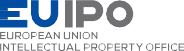 EUIPO
EUROPEAN UNION
INTELLECTUAL PROPERTY OFFICE